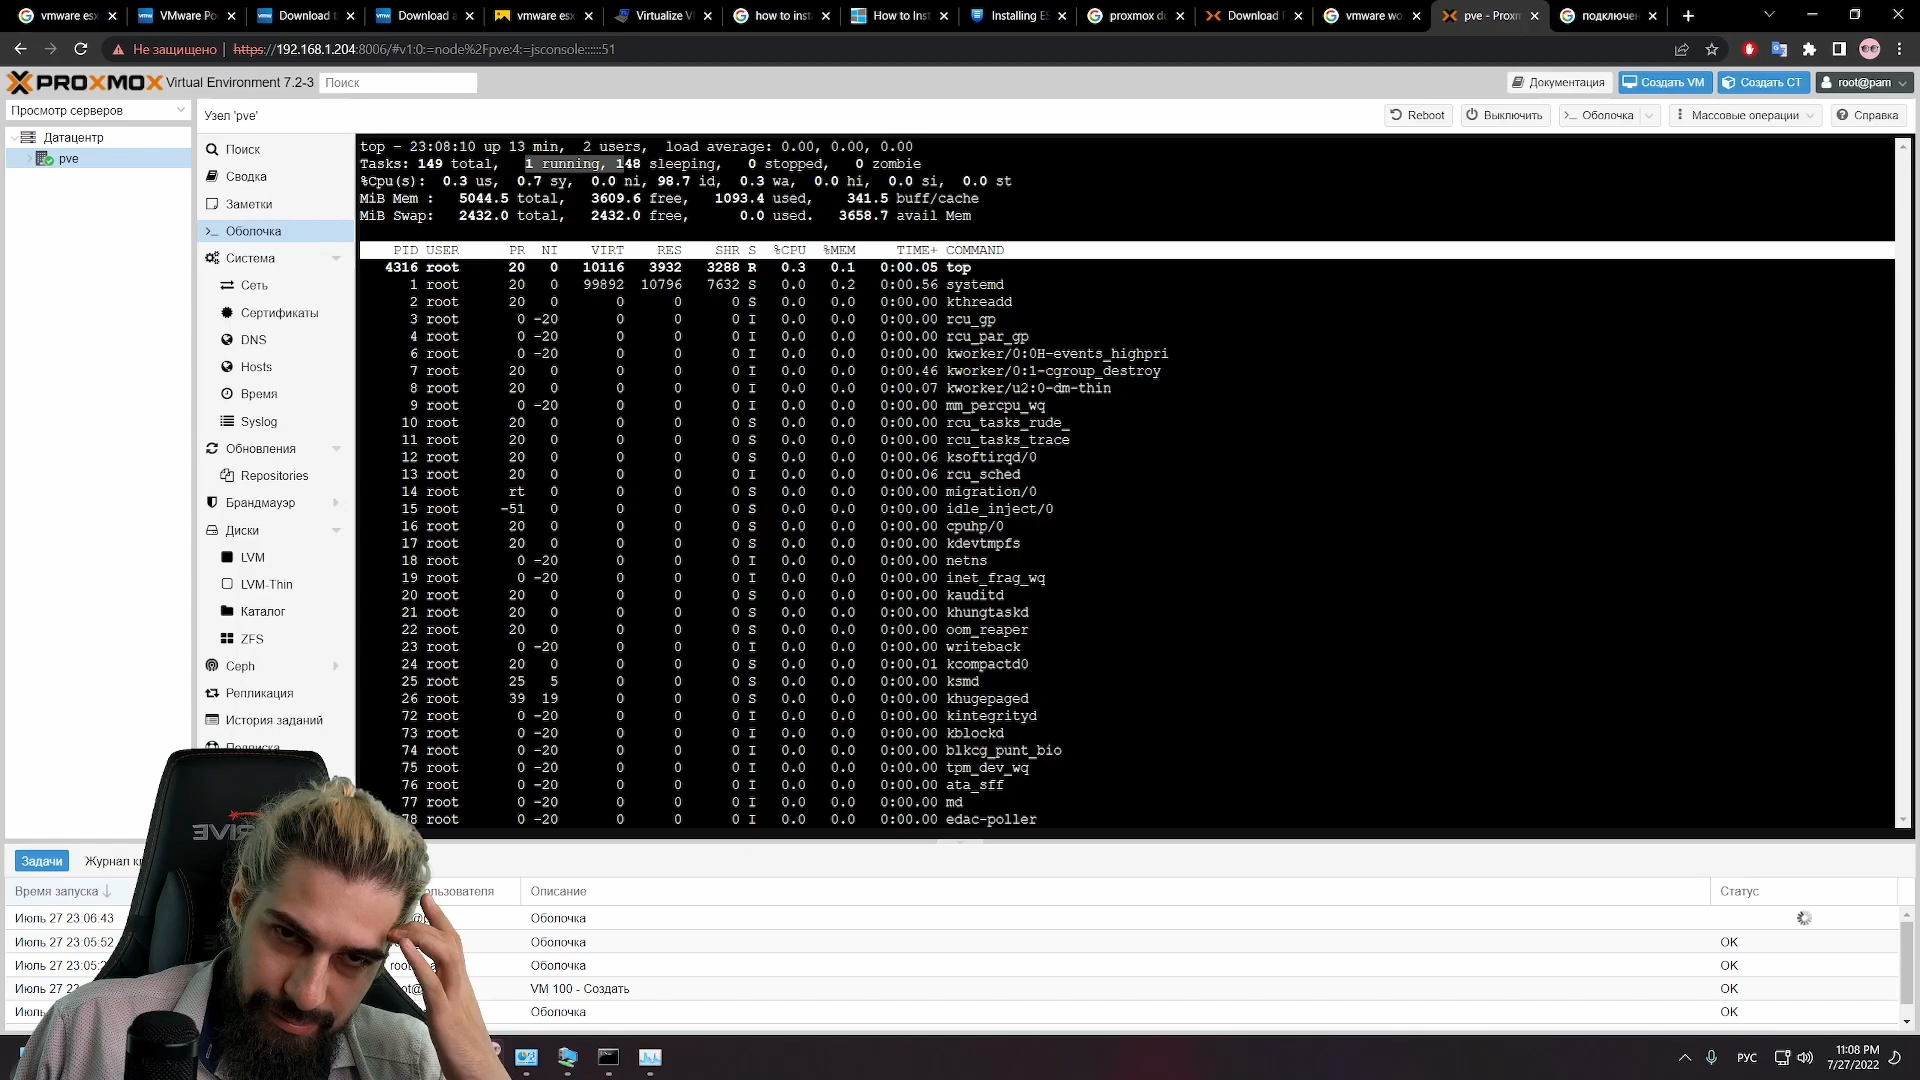 vmware esx
VMware Po
Download t
Download a
vmware esx
Virtualize V
how to inst
How to Inst
Installing ES
proxmox do
Download P
vmware wo
pve - Proxm
подключен
Не защищено
https://192.168.1.204:8006/#v1:0:=node%2Fpve:4:=jsconsole::::::51
PROXMOX Virtual Environment 7.2-3
Поиск
Документация
Создать VM
Создать CT
root@pam
Просмотр серверов
Узел 'pve'
Reboot
Выключить
Оболочка
Массовые операции
Справка
Датацентр
pve
Поиск
Сводка
Заметки
Оболочка
Система
Сеть
Сертификаты
DNS
Hosts
Время
Syslog
Обновления
Repositories
Брандмауэр
Диски
LVM
LVM-Thin
Каталог
ZFS
Ceph
Репликация
История заданий
Подписка
top - 23:08:10 up 13 min, 2 users, load average: 0.00, 0.00, 0.00
Tasks: 149 total, 1 running, 148 sleeping, 0 stopped, 0 zombie
%Cpu(s): 0.3 us, 0.7 sy, 0.0 ni, 98.7 id, 0.3 wa, 0.0 hi, 0.0 si, 0.0 st
MiB Mem : 5044.5 total, 3609.6 free, 1093.4 used, 341.5 buff/cache
MiB Swap: 2432.0 total, 2432.0 free, 0.0 used. 3658.7 avail Mem
PID USER PR NI VIRT RES SHR S %CPU %MEM TIME+ COMMAND
4316 root 20 0 10116 3932 3288 R 0.3 0.1 0:00.05 top
1 root 20 0 99892 10796 7632 S 0.0 0.2 0:00.56 systemd
2 root 20 0 0 0 0 S 0.0 0.0 0:00.00 kthreadd
3 root 0 -20 0 0 0 I 0.0 0.0 0:00.00 rcu_gp
4 root 0 -20 0 0 0 I 0.0 0.0 0:00.00 rcu_par_gp
6 root 0 -20 0 0 0 I 0.0 0.0 0:00.00 kworker/0:0H-events_highpri
7 root 20 0 0 0 0 I 0.0 0.0 0:00.46 kworker/0:1-cgroup_destroy
8 root 20 0 0 0 0 I 0.0 0.0 0:00.07 kworker/u2:0-dm-thin
9 root 0 -20 0 0 0 I 0.0 0.0 0:00.00 mm_percpu_wq
10 root 20 0 0 0 0 S 0.0 0.0 0:00.00 rcu_tasks_rude_
11 root 20 0 0 0 0 S 0.0 0.0 0:00.00 rcu_tasks_trace
12 root 20 0 0 0 0 S 0.0 0.0 0:00.06 ksoftirqd/0
13 root 20 0 0 0 0 I 0.0 0.0 0:00.06 rcu_sched
14 root rt 0 0 0 0 S 0.0 0.0 0:00.00 migration/0
15 root -51 0 0 0 0 S 0.0 0.0 0:00.00 idle_inject/0
16 root 20 0 0 0 0 S 0.0 0.0 0:00.00 cpuhp/0
17 root 20 0 0 0 0 S 0.0 0.0 0:00.00 kdevtmpfs
18 root 0 -20 0 0 0 I 0.0 0.0 0:00.00 netns
19 root 0 -20 0 0 0 I 0.0 0.0 0:00.00 inet_frag_wq
20 root 20 0 0 0 0 S 0.0 0.0 0:00.00 kauditd
21 root 20 0 0 0 0 S 0.0 0.0 0:00.00 khungtaskd
22 root 20 0 0 0 0 S 0.0 0.0 0:00.00 oom_reaper
23 root 0 -20 0 0 0 I 0.0 0.0 0:00.00 writeback
24 root 20 0 0 0 0 S 0.0 0.0 0:00.01 kcompactd0
25 root 25 5 0 0 0 S 0.0 0.0 0:00.00 ksmd
26 root 39 19 0 0 0 S 0.0 0.0 0:00.00 khugepaged
72 root 0 -20 0 0 0 I 0.0 0.0 0:00.00 kintegrityd
73 root 0 -20 0 0 0 I 0.0 0.0 0:00.00 kblockd
74 root 0 -20 0 0 0 I 0.0 0.0 0:00.00 blkcg_punt_bio
75 root 0 -20 0 0 0 I 0.0 0.0 0:00.00 tpm_dev_wq
76 root 0 -20 0 0 0 I 0.0 0.0 0:00.00 ata_sff
77 root 0 -20 0 0 0 I 0.0 0.0 0:00.00 md
78 root 0 -20 0 0 0 I 0.0 0.0 0:00.00 edac-poller
Задачи
Журнал к
Время запуска
ользователя
Описание
Статус
Июль 27 23:06:43
Оболочка
Июль 27 23:05:52
Оболочка
OK
Июль 27 23:05:2
root
Оболочка
OK
Июль 27 23
VM 100 - Создать
OK
Июль
Оболочка
OK
РУС
11:08 PM
7/27/2022